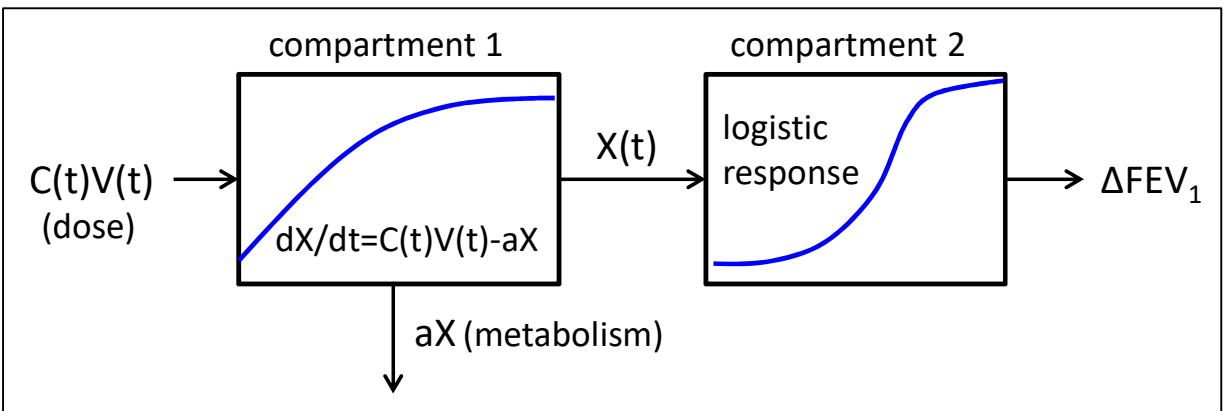 compartment 1
compartment 2
C(t)V(t)
(dose)
dX/dt=C(t)V(t)-aX
X(t)
logistic
response
ΔFEV₁
aX (metabolism)